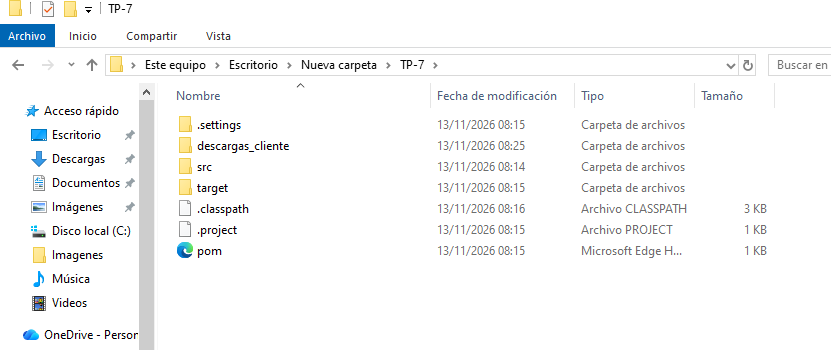 TP-7
Archivo Inicio Compartir Vista
Este equipo Escritorio Nueva carpeta TP-7 Buscar en
Nombre Fecha de modificación Tipo Tamaño
Acceso rápido
Escritorio
Descargas
Documentos
Imágenes
Disco local (C:)
Imagenes
Música
Videos
OneDrive - Person
.settings 13/11/2026 08:15 Carpeta de archivos
descargas_cliente 13/11/2026 08:25 Carpeta de archivos
src 13/11/2026 08:14 Carpeta de archivos
target 13/11/2026 08:15 Carpeta de archivos
.classpath 13/11/2026 08:16 Archivo CLASSPATH 3 KB
.project 13/11/2026 08:15 Archivo PROJECT 1 KB
pom 13/11/2026 08:15 Microsoft Edge H... 1 KB